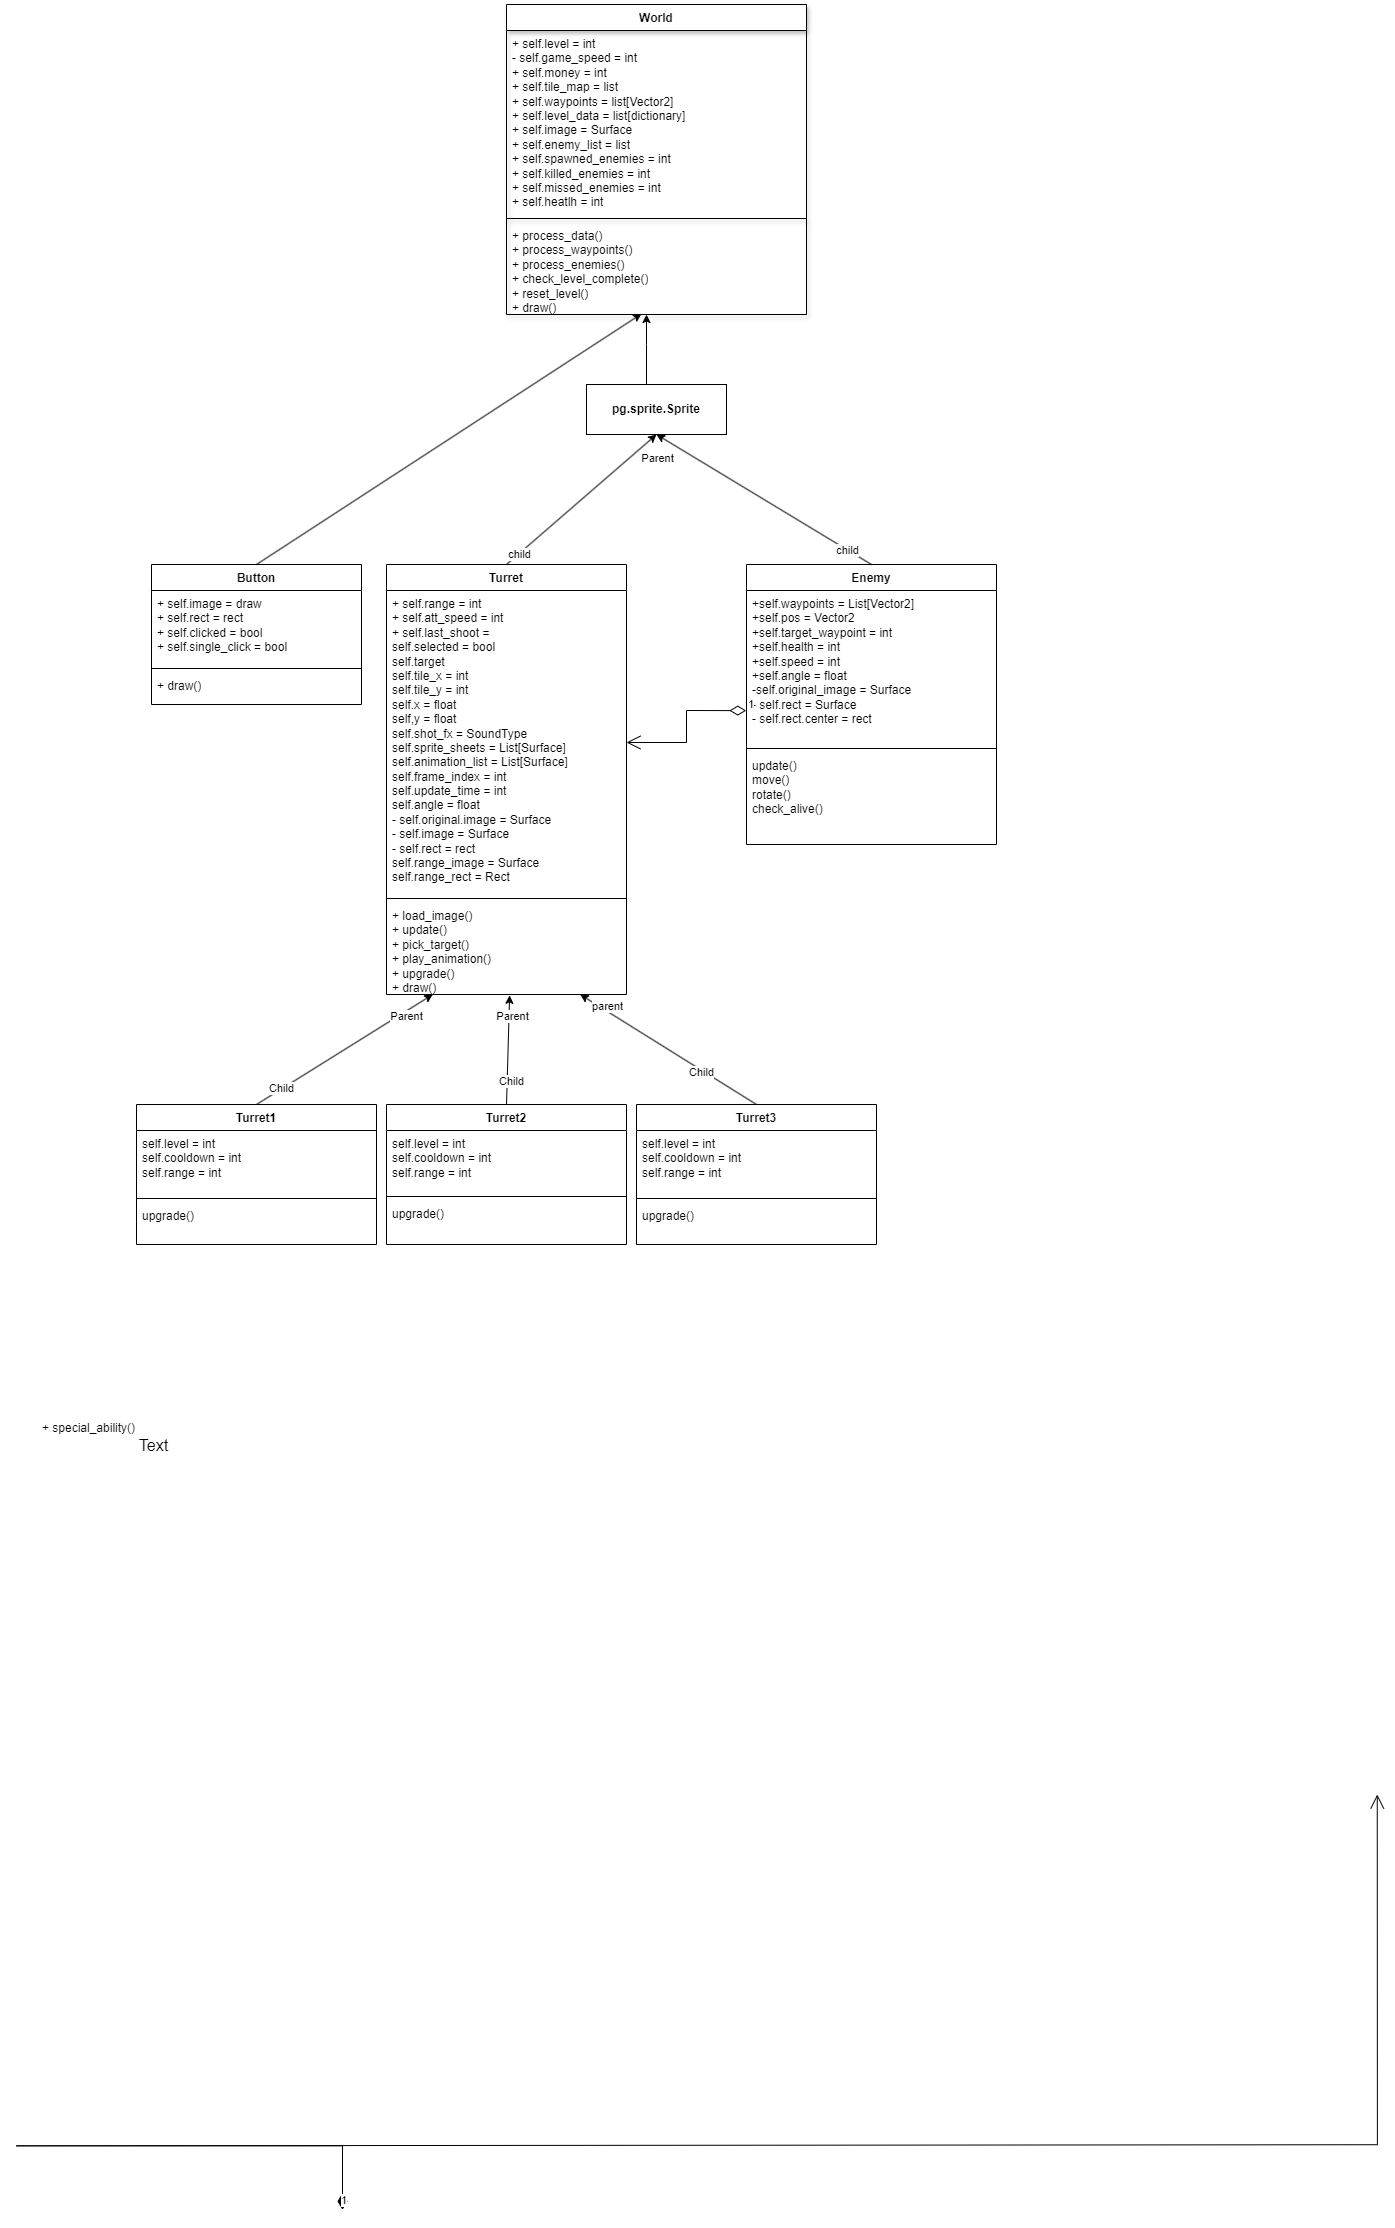 World
+ self.level = int
- self.game_speed = int
+ self.money = int
+ self.tile_map = list
+ self.waypoints = list[Vector2]
+ self.level_data = list[dictionary]
+ self.image = Surface
+ self.enemy_list = list
+ self.spawned_enemies = int
+ self.killed_enemies = int
+ self.missed_enemies = int
+ self.heatlh = int
+ process_data()
+ process_waypoints()
+ process_enemies()
+ check_level_complete()
+ reset_level()
+ draw()
pg.sprite.Sprite
Parent
child
child
Button
+ self.image = draw
+ self.rect = rect
+ self.clicked = bool
+ self.single_click = bool
+ draw()
Turret
+ self.range = int
+ self.att_speed = int
+ self.last_shoot =
self.selected = bool
self.target
self.tile_x = int
self.tile_y = int
self.x = float
self,y = float
self.shot_fx = SoundType
self.sprite_sheets = List[Surface]
self.animation_list = List[Surface]
self.frame_index = int
self.update_time = int
self.angle = float
- self.original.image = Surface
- self.image = Surface
- self.rect = rect
self.range_image = Surface
self.range_rect = Rect
+ load_image()
+ update()
+ pick_target()
+ play_animation()
+ upgrade()
+ draw()
Enemy
+self.waypoints = List[Vector2]
+self.pos = Vector2
+self.target_waypoint = int
+self.health = int
+self.speed = int
+self.angle = float
-self.original_image = Surface
1
- self.rect = Surface
- self.rect.center = rect
update()
move()
rotate()
check_alive()
Parent
Parent
parent
Child
Child
Child
Turret1
self.level = int
self.cooldown = int
self.range = int
upgrade()
Turret2
self.level = int
self.cooldown = int
self.range = int
upgrade()
Turret3
self.level = int
self.cooldown = int
self.range = int
upgrade()
+ special_ability()
Text
1